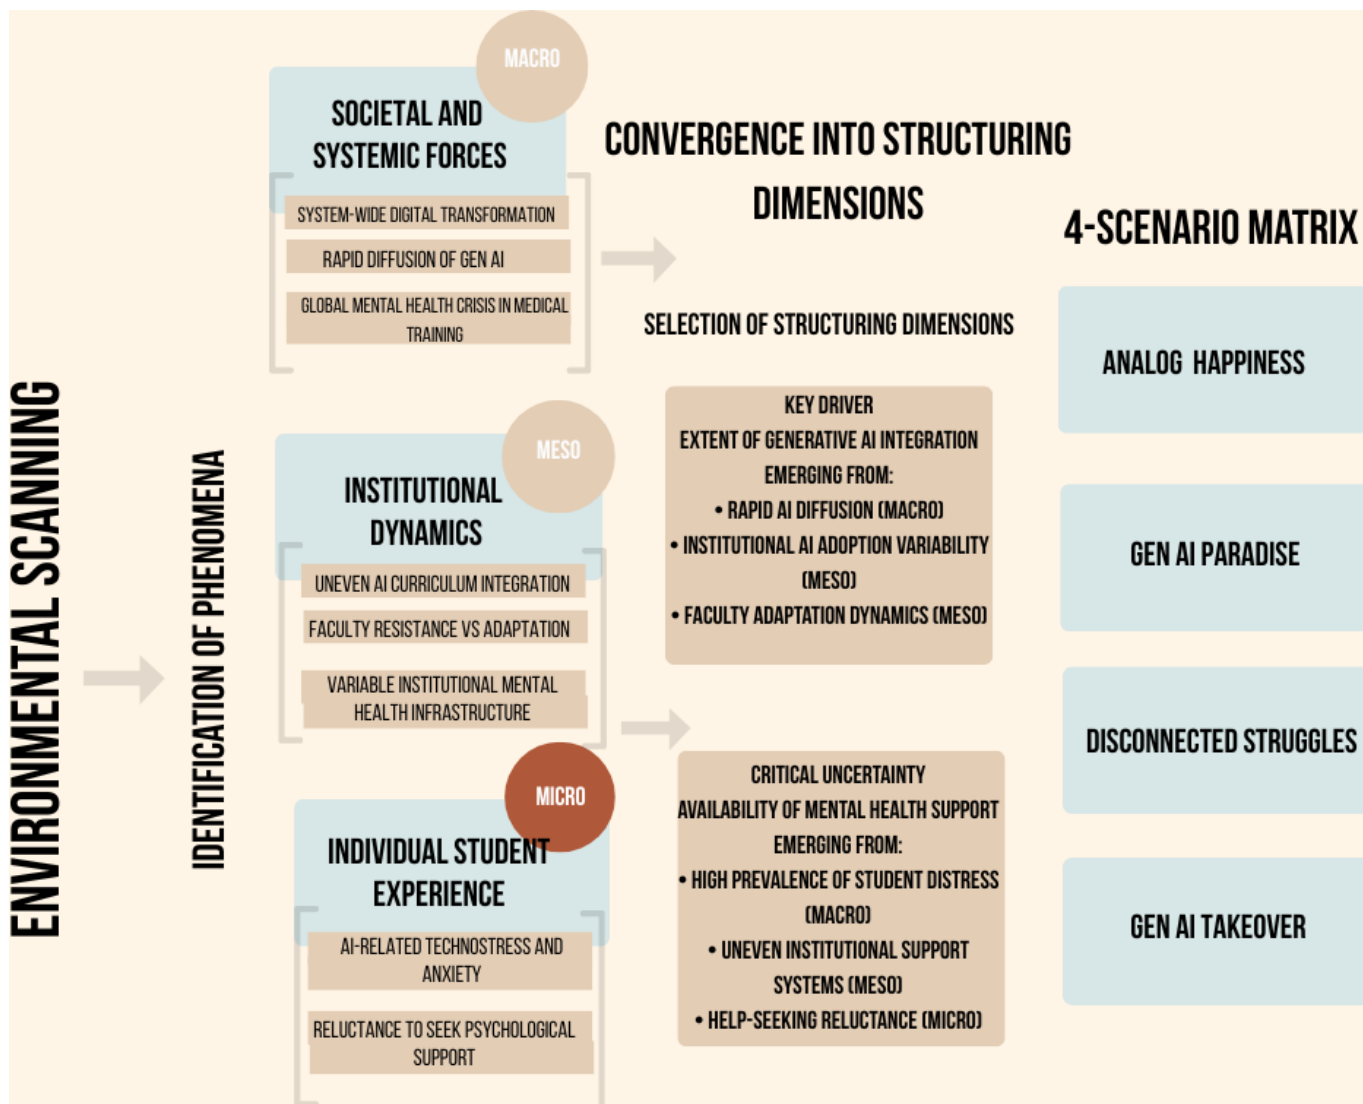 ENVIRONMENTAL SCANNING
IDENTIFICATION OF PHENOMENA
MACRO
SOCIETAL AND
SYSTEMIC FORCES
SYSTEM-WIDE DIGITAL TRANSFORMATION
RAPID DIFFUSION OF GEN AI
GLOBAL MENTAL HEALTH CRISIS IN MEDICAL
TRAINING
MESO
INSTITUTIONAL
DYNAMICS
UNEVEN AI CURRICULUM INTEGRATION
FACULTY RESISTANCE VS ADAPTATION
VARIABLE INSTITUTIONAL MENTAL
HEALTH INFRASTRUCTURE
MICRO
INDIVIDUAL STUDENT
EXPERIENCE
AI-RELATED TECHNOSTRESS AND
ANXIETY
RELUCTANCE TO SEEK PSYCHOLOGICAL
SUPPORT
CONVERGENCE INTO STRUCTURING
DIMENSIONS
SELECTION OF STRUCTURING DIMENSIONS
KEY DRIVER
EXTENT OF GENERATIVE AI INTEGRATION
EMERGING FROM:
• RAPID AI DIFFUSION (MACRO)
• INSTITUTIONAL AI ADOPTION VARIABILITY
(MESO)
• FACULTY ADAPTATION DYNAMICS (MESO)
CRITICAL UNCERTAINTY
AVAILABILITY OF MENTAL HEALTH SUPPORT
EMERGING FROM:
• HIGH PREVALENCE OF STUDENT DISTRESS
(MACRO)
• UNEVEN INSTITUTIONAL SUPPORT
SYSTEMS (MESO)
• HELP-SEEKING RELUCTANCE (MICRO)
4-SCENARIO MATRIX
ANALOG HAPPINESS
GEN AI PARADISE
DISCONNECTED STRUGGLES
GEN AI TAKEOVER